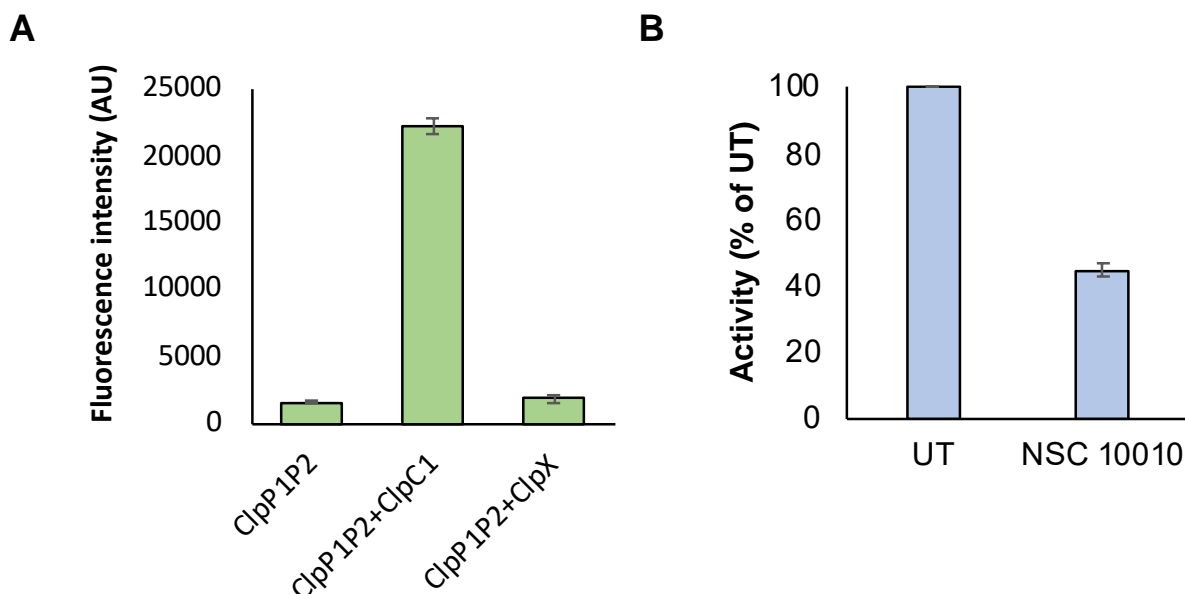 A
Fluorescence intensity (AU)
25000
20000
15000
10000
5000
0
ClpP1P2
ClpP1P2+ClpC1
ClpP1P2+ClpX
B
Activity (% of UT)
100
80
60
40
20
0
UT
NSC 10010